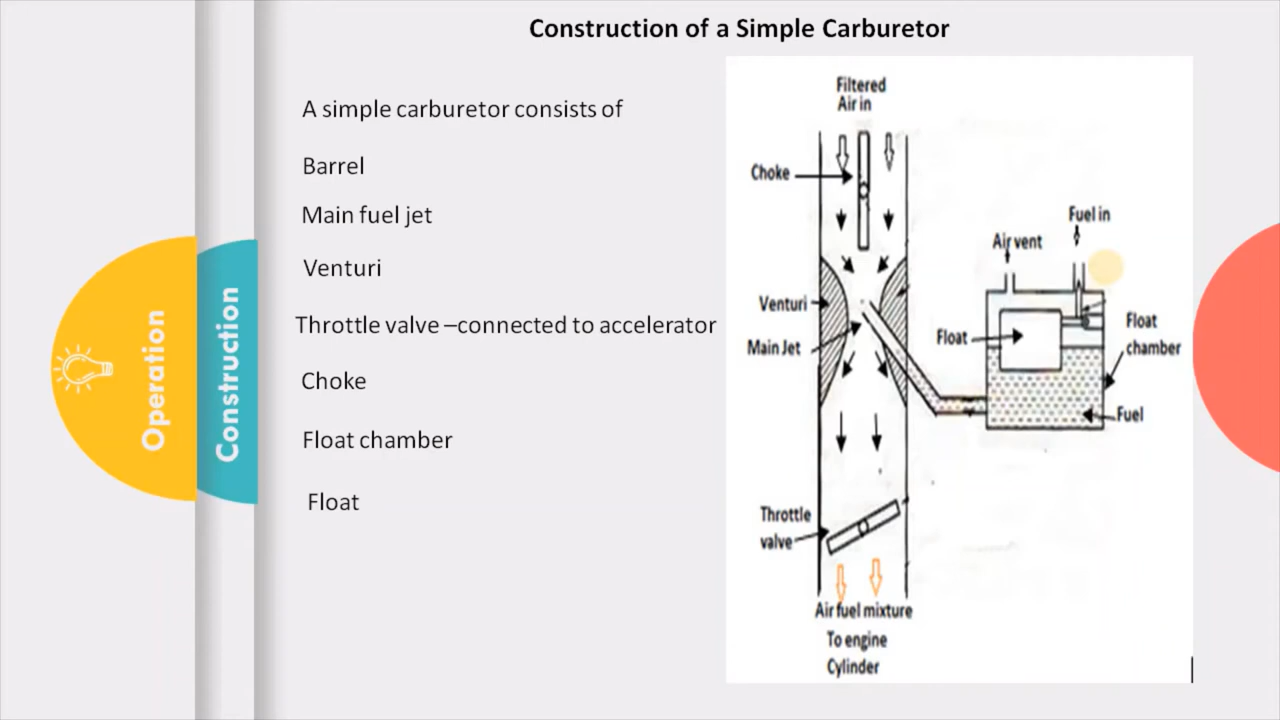 Construction of a Simple Carburetor
A simple carburetor consists of
Barrel
Main fuel jet
Venturi
Throttle valve –connected to accelerator
Choke
Float chamber
Float
Operation
Construction
Filtered
Air in
Choke
Fuel in
Air vent
Venturi
Main Jet
Float
Float
chamber
Fuel
Throttle
valve
Air fuel mixture
To engine
Cylinder